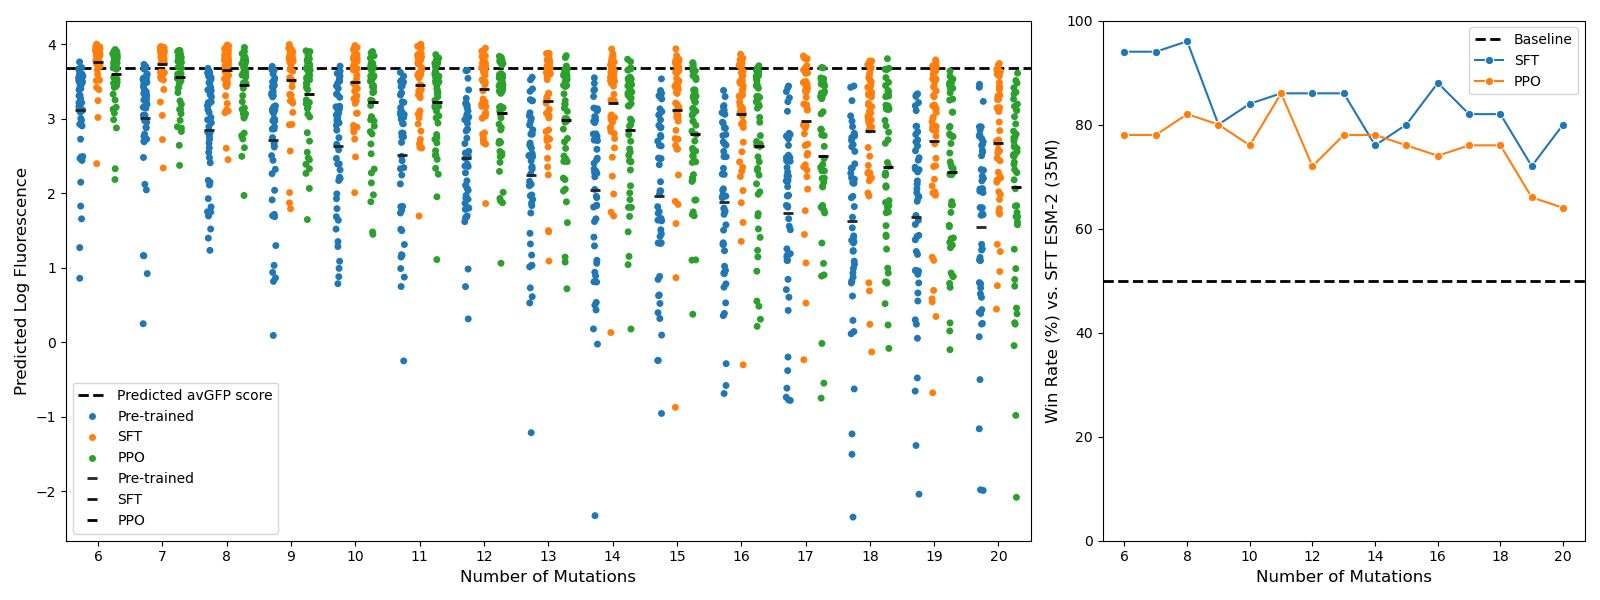 4
3
2
1
0
−1
−2
Predicted Log Fluorescence
Predicted avGFP score
Pre-trained
SFT
PPO
Pre-trained
SFT
PPO
6 7 8 9 10 11 12 13 14 15 16 17 18 19 20
Number of Mutations
100
80
60
40
20
0
Win Rate (%) vs. SFT ESM-2 (35M)
Baseline
SFT
PPO
6 8 10 12 14 16 18 20
Number of Mutations